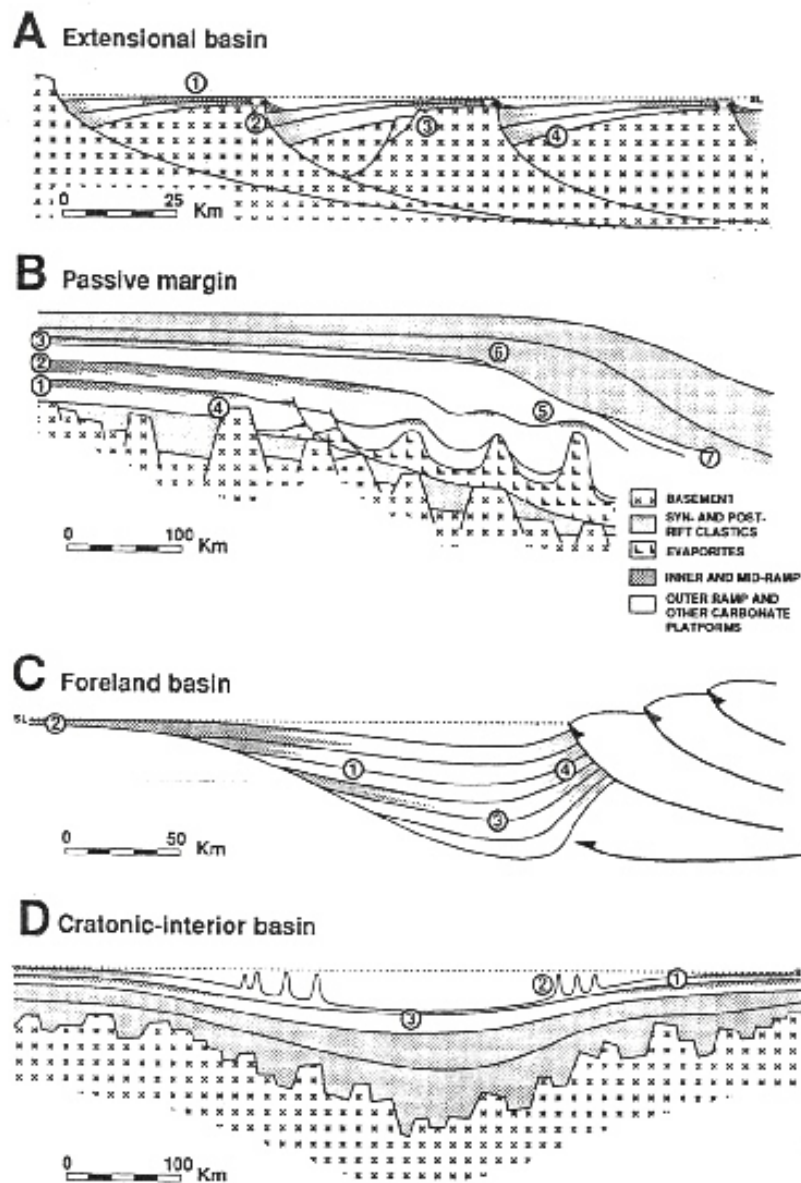 A Extensional basin
① SL
② ③ ④
0 25 Km
B Passive margin
③ ⑥
②
①
④ ⑤
⑦
0 100
Km
BASEMENT
SYN- AND POST-
RIFT CLASTICS
EVAPORITES
INNER AND MID-RAMP
OUTER RAMP AND
OTHER CARBONATE
PLATFORMS
C Foreland basin
SL ②
① ④
③
0 50
Km
D Cratonic-interior basin
② ①
③
0 100
Km